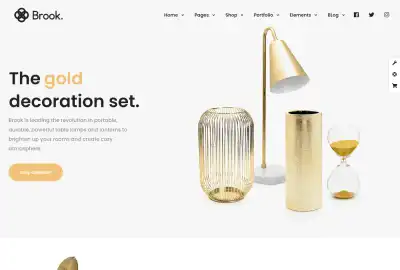 Brook.
Home Pages Shop Portfolio Elements BLog
The gold
decoration set.
Brook is leading the revolution in portable,
durable, powerful table lamps and lanterns to
brighten up your rooms and create cozy
atmosphere.